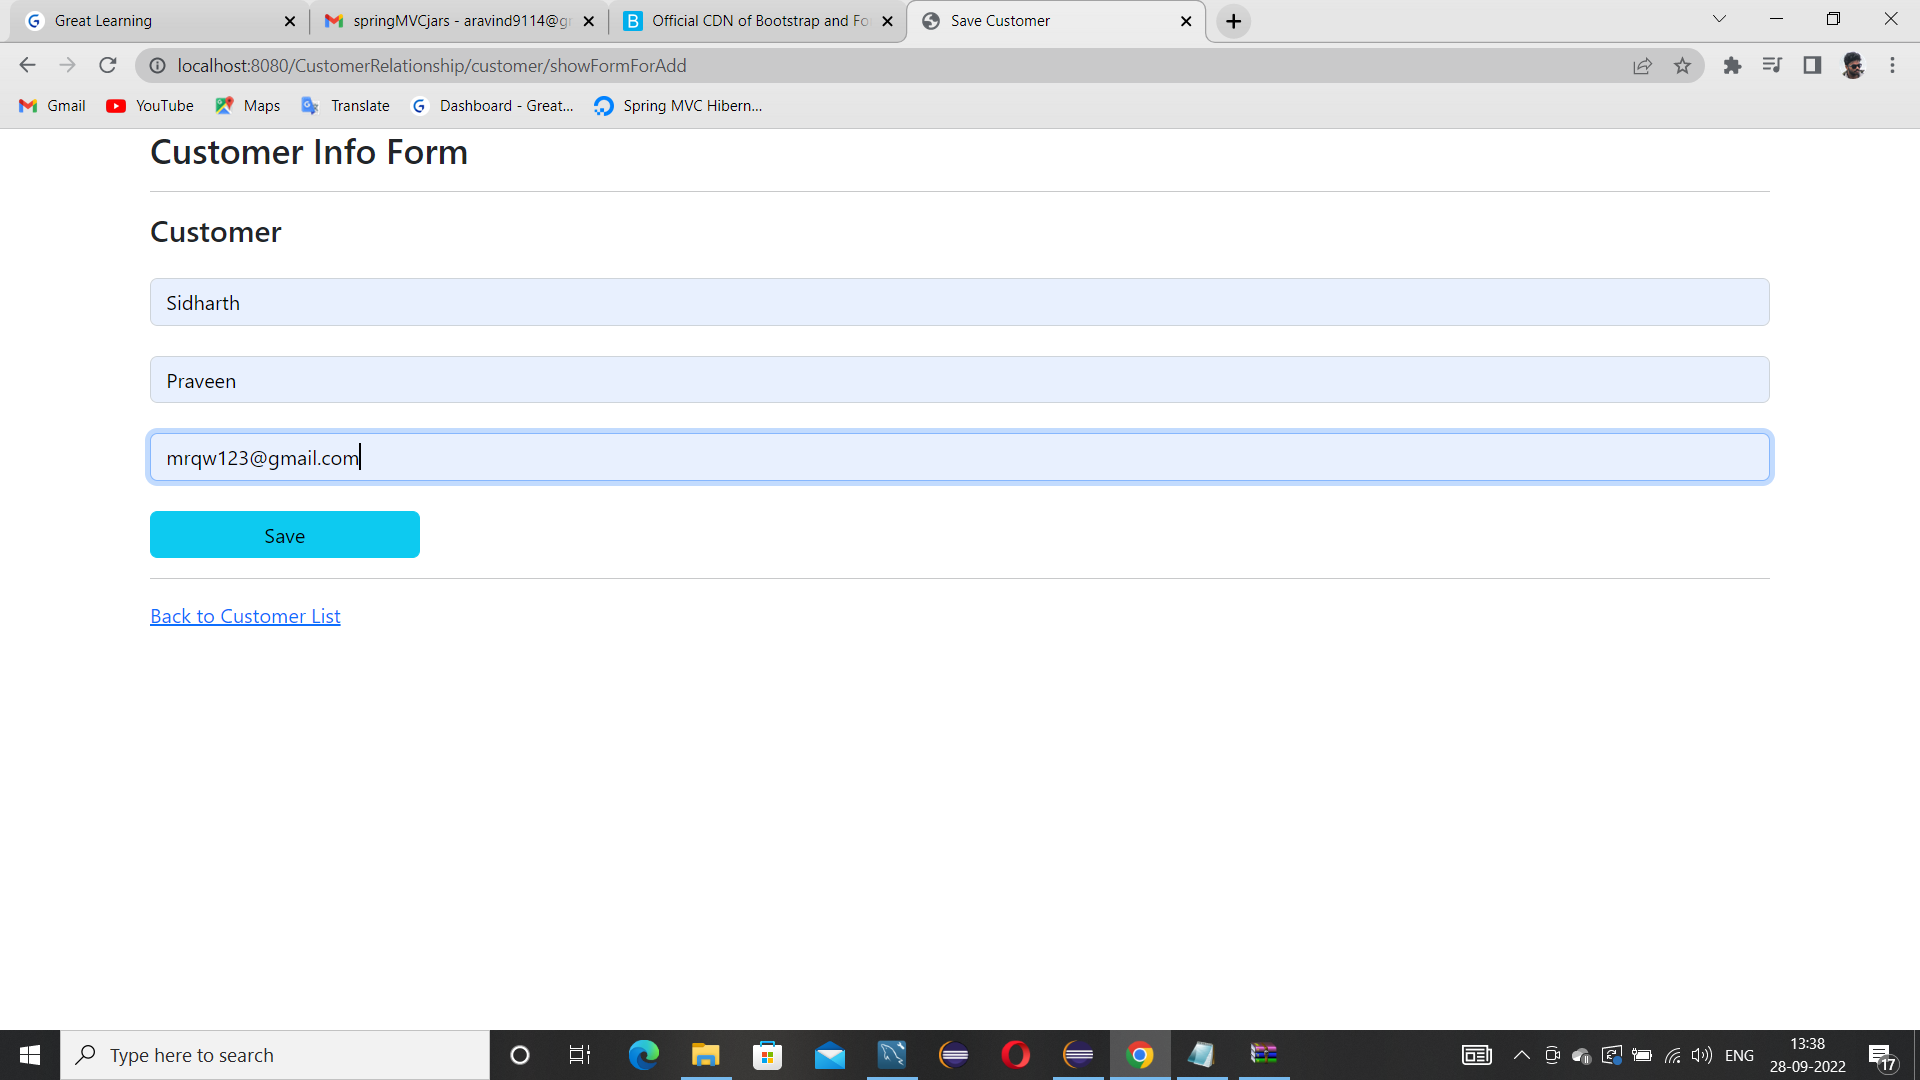 Great Learning
springMVCjars - aravind9114@g
Official CDN of Bootstrap and Fo
Save Customer
localhost:8080/CustomerRelationship/customer/showFormForAdd
Gmail
YouTube
Maps
Translate
Dashboard - Great...
Spring MVC Hibern...
Customer Info Form
Customer
Sidharth
Praveen
mrqw123@gmail.com
Save
Back to Customer List
Type here to search
ENG
13:38
28-09-2022
17